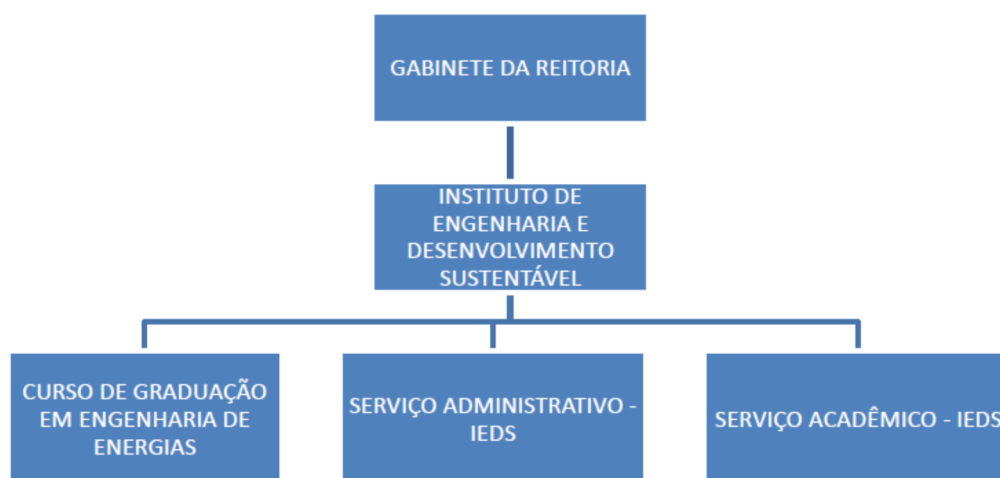 GABINETE DA REITORIA
INSTITUTO DE
ENGENHARIA E
DESENVOLVIMENTO
SUSTENTÁVEL
CURSO DE GRADUAÇÃO
EM ENGENHARIA DE
ENERGIAS
SERVIÇO ADMINISTRATIVO -
IEDS
SERVIÇO ACADÊMICO - IEDS